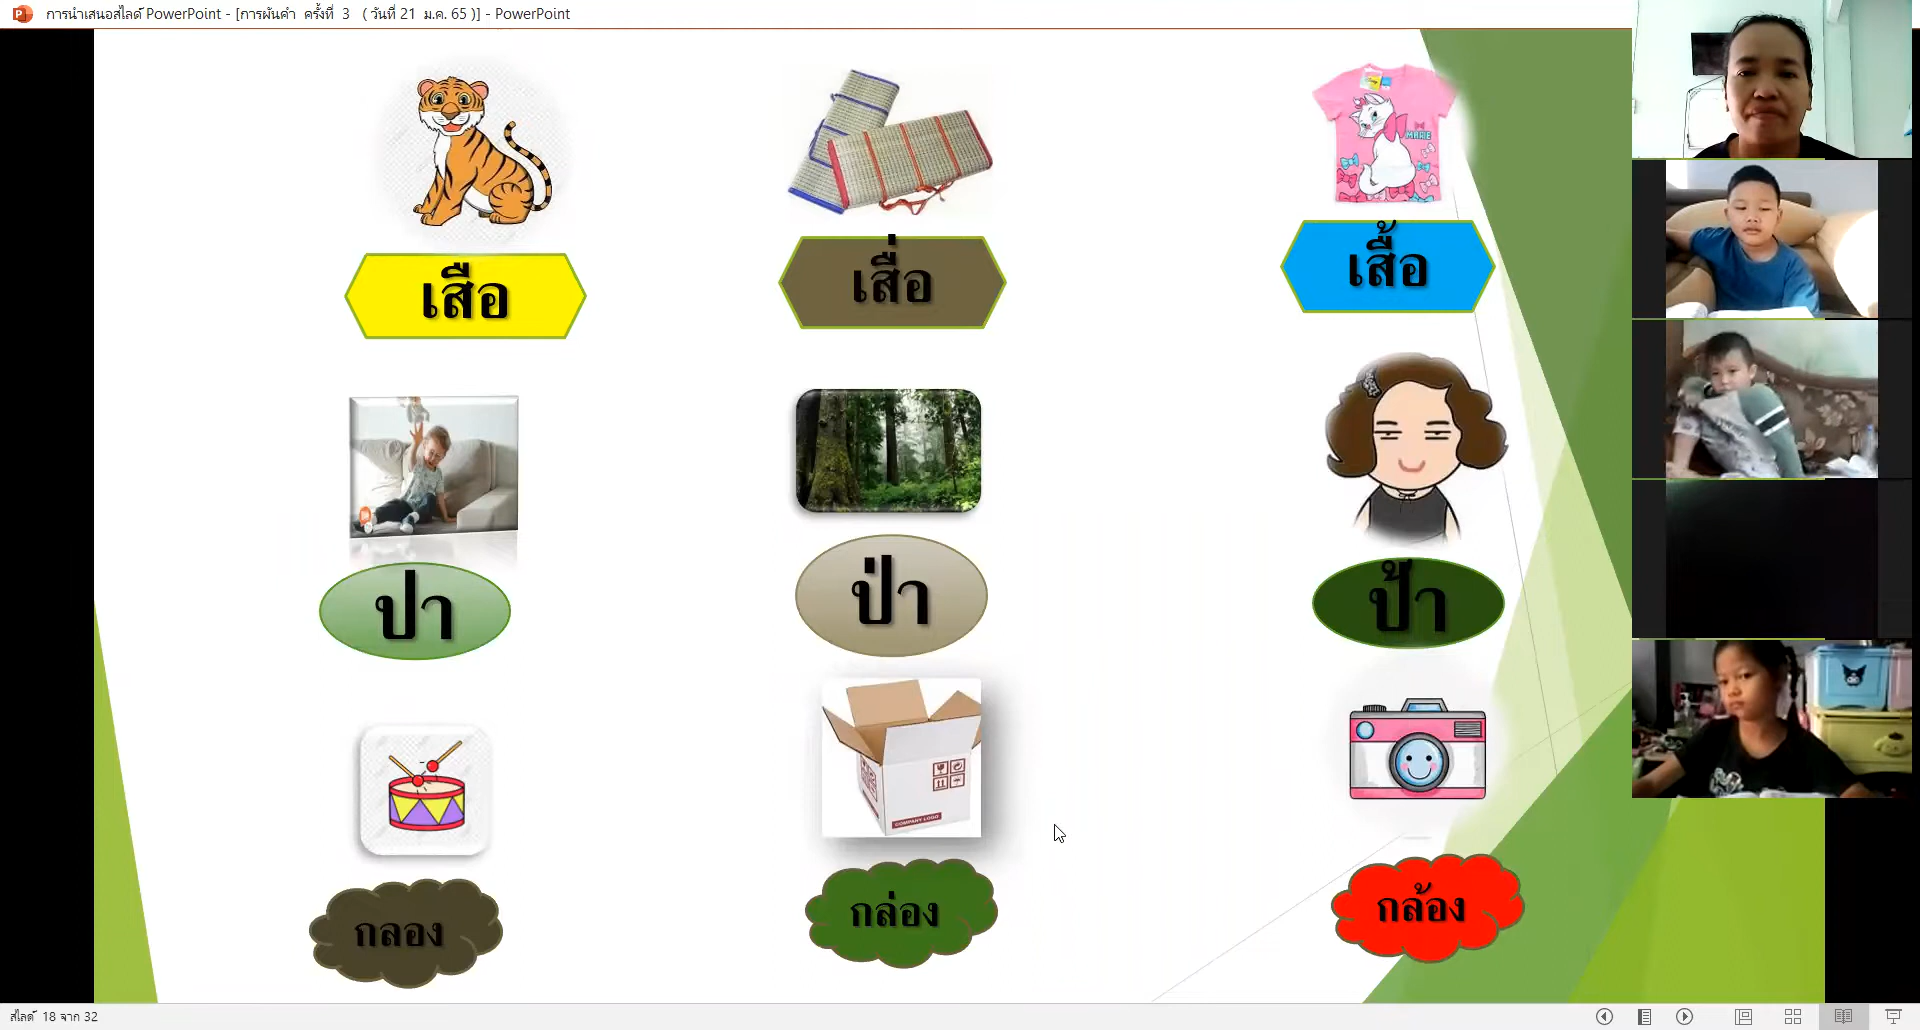 การนำเสนอสไลด์ PowerPoint - [การผันคำ ครั้งที่ 3 ( วันที่ 21 ม.ค. 65 )] - PowerPoint
MARIE
เสือ
เสื่อ
เสื้อ
ปา
ป่า
ป้า
COMPANY LOGO
กลอง
กล่อง
กล้อง
สไลด์ 18 จาก 32